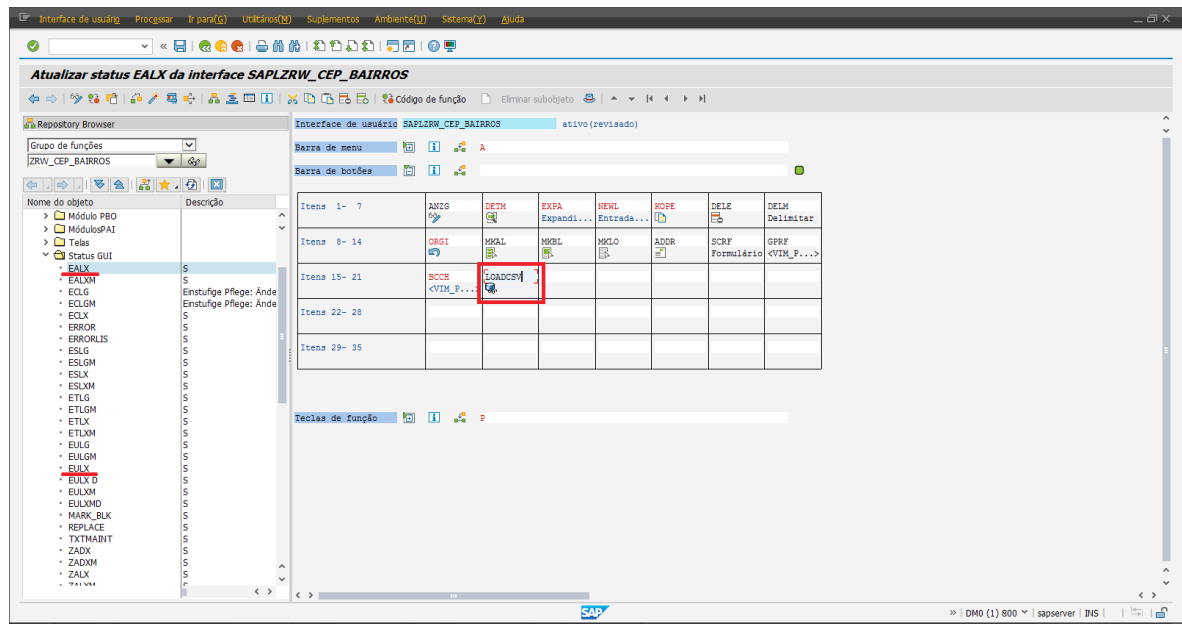 Interface de usuário Processar Ir para(G) Utilitários(M) Suplementos Ambiente(U) Sistema(Y) Ajuda
Atualizar status EALX da interface SAPLZRW_CEP_BAIRROS
Código de função Eliminar subobjeto
Repository Browser
Grupo de funções
ZRW_CEP_BAIRROS
Nome do objeto Descrição
Módulo PBO
MódulosPAI
Telas
Status GUI
EALX S
EALXM S
ECLG Einstufige Pflege: Ände
ECLGM Einstufige Pflege: Ände
ECLX S
ERROR S
ERRORLIS S
ESLG S
ESLGM S
ESLX S
ESLXM S
ETLG S
ETLGM S
ETLX S
ETLXM S
EULG S
EULGM S
EULX S
EULX D S
EULXM S
EULXMD S
MARK_BLK S
REPLACE S
TXTMAINT S
ZADX S
ZADXM S
ZALX S
ZALXM S
Interface de usuário SAPLZRW_CEP_BAIRROS ativo(revisado)
Barra de menu A
Barra de botões
Itens 1- 7 ANZG DETM EXPA NEWL KOPE DELE DELM
Expandi... Entrada... Delimitar
Itens 8- 14 ORGI MKAL MKBL MKLO ADDR SCRF GPRF
Formulário <VIM_P...>
Itens 15- 21 BCCH LOADCSV
<VIM_P...>
Itens 22- 28
Itens 29- 35
Teclas de função P
SAP
» DM0 (1) 800 sapserver INS